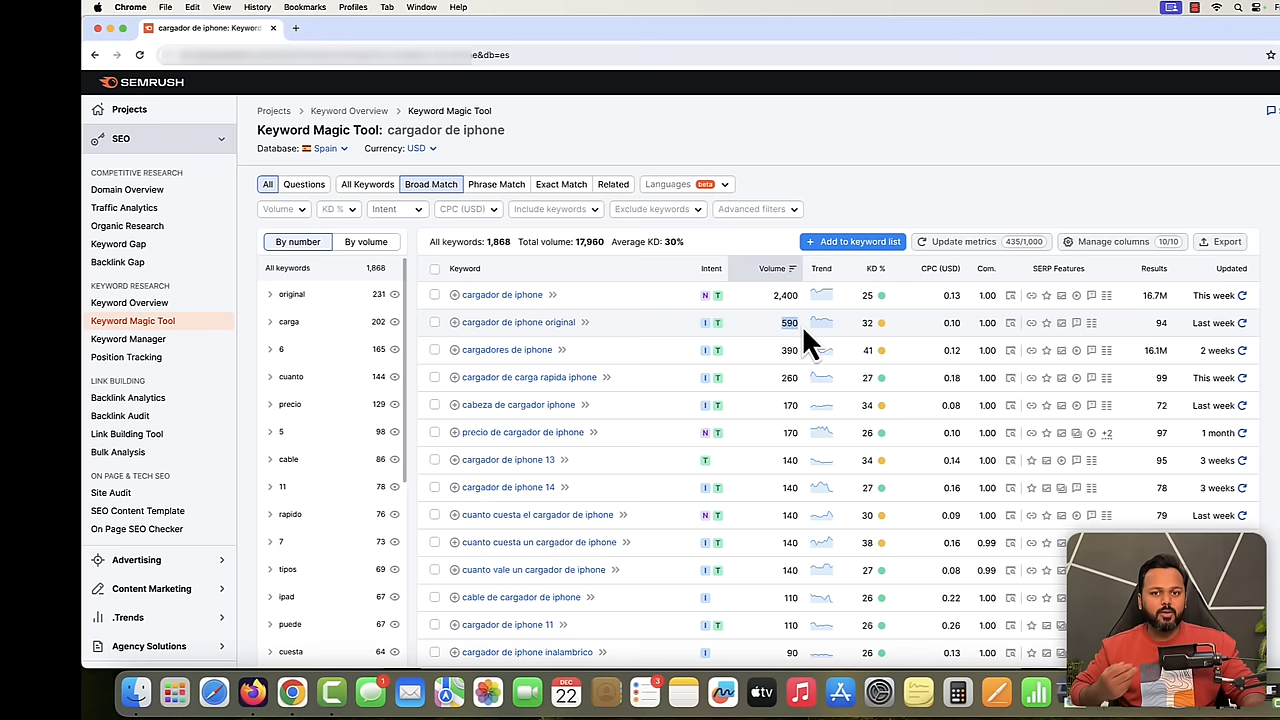 Chrome File Edit View History Bookmarks Profiles Tab Window Help
cargador de iphone: Keyword
e&db=es
SEMRUSH
Projects
SEO
COMPETITIVE RESEARCH
Domain Overview
Traffic Analytics
Organic Research
Keyword Gap
Backlink Gap
KEYWORD RESEARCH
Keyword Overview
Keyword Magic Tool
Keyword Manager
Position Tracking
LINK BUILDING
Backlink Analytics
Backlink Audit
Link Building Tool
Bulk Analysis
ON PAGE & TECH SEO
Site Audit
SEO Content Template
On Page SEO Checker
Advertising
Content Marketing
.Trends
Agency Solutions
Projects > Keyword Overview > Keyword Magic Tool
Keyword Magic Tool: cargador de iphone
Database: Spain Currency: USD
All Questions All Keywords Broad Match Phrase Match Exact Match Related Languages beta
Volume KD % Intent CPC (USD) Include keywords Exclude keywords Advanced filters
By number By volume
All keywords 1,868
original 231
carga 202
6 165
cuanto 144
precio 129
5 98
cable 86
11 78
rapido 76
7 73
tipos 69
ipad 67
puede 67
cuesta 64
All keywords: 1,868 Total volume: 17,960 Average KD: 30%
+ Add to keyword list Update metrics 435/1,000 Manage columns 10/10 Export
Keyword Intent Volume Trend KD % CPC (USD) Com. SERP Features Results Updated
cargador de iphone N T 2,400 25 0.13 1.00 16.7M This week
cargador de iphone original I T 590 32 0.10 1.00 94 Last week
cargadores de iphone I T 390 41 0.12 1.00 16.1M 2 weeks
cargador de carga rapida iphone I T 260 27 0.18 1.00 99 This week
cabeza de cargador iphone I T 170 34 0.08 1.00 72 Last week
precio de cargador de iphone N T 170 26 0.10 1.00 +2 97 1 month
cargador de iphone 13 T 140 34 0.14 1.00 95 3 weeks
cargador de iphone 14 I T 140 27 0.16 1.00 78 3 weeks
cuanto cuesta el cargador de iphone N T 140 30 0.09 1.00 79 Last week
cuanto cuesta un cargador de iphone I T 140 38 0.16 0.99
cuanto vale un cargador de iphone I T 140 27 0.08 0.99
cable de cargador de iphone I 110 26 0.22 1.00
cargador de iphone 11 I T 110 26 0.26 1.00
cargador de iphone inalambrico I 90 26 0.13 1.00
DEC
22
1
3
tv